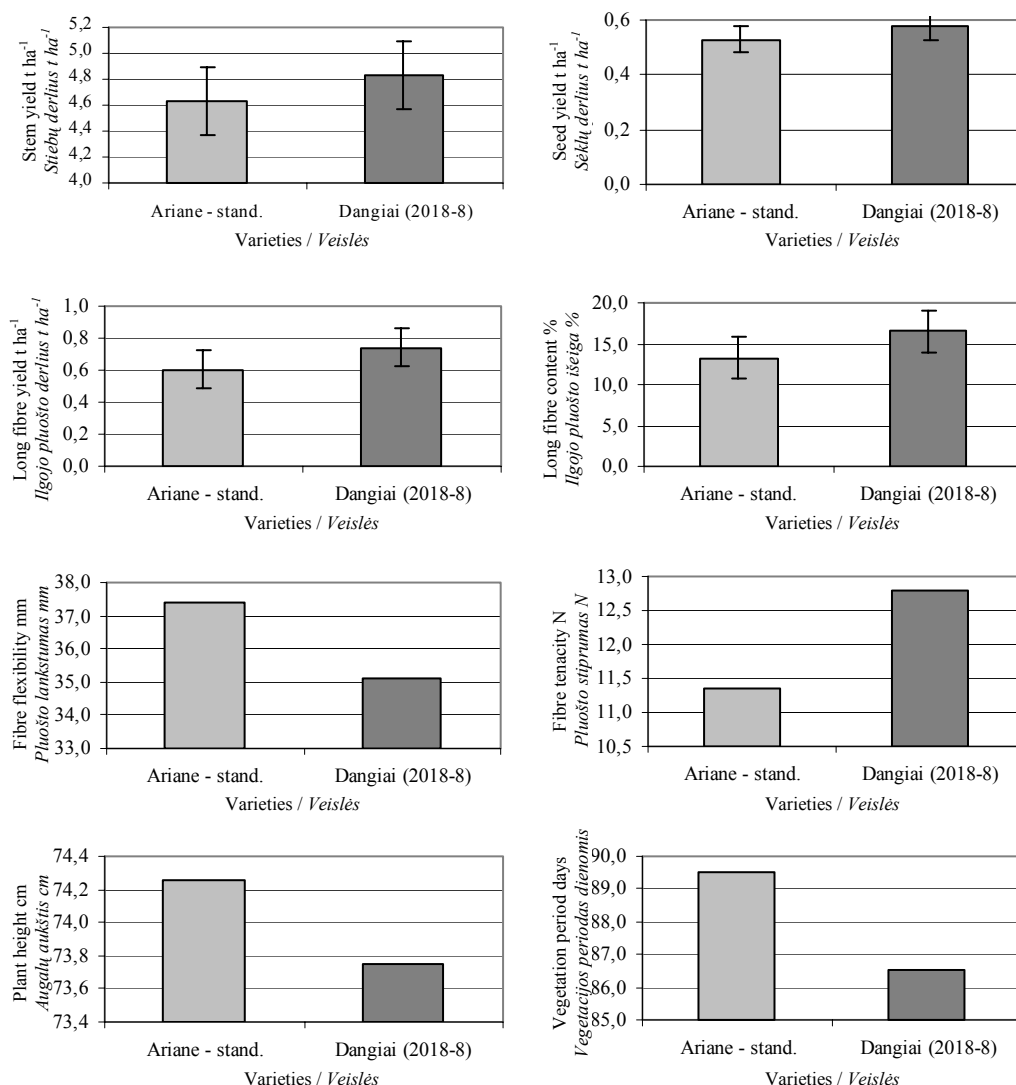 Stem yield t ha-1
Stiebų derlius t ha-1
5,2
5,0
4,8
4,6
4,4
4,2
4,0
Ariane - stand.
Dangiai (2018-8)
Varieties / Veislės
Seed yield t ha-1
Sėklų derlius t ha-1
0,6
0,4
0,2
0,0
Ariane - stand.
Dangiai (2018-8)
Varieties / Veislės
Long fibre yield t ha-1
Ilgojo pluošto derlius t ha-1
1,0
0,8
0,6
0,4
0,2
0,0
Ariane - stand.
Dangiai (2018-8)
Varieties / Veislės
Long fibre content %
Ilgojo pluošto išeiga %
20,0
15,0
10,0
5,0
0,0
Ariane - stand.
Dangiai (2018-8)
Varieties / Veislės
Fibre flexibility mm
Pluošto lankstumas mm
38,0
37,0
36,0
35,0
34,0
33,0
Ariane - stand.
Dangiai (2018-8)
Varieties / Veislės
Fibre tenacity N
Pluošto stiprumas N
13,0
12,5
12,0
11,5
11,0
10,5
Ariane - stand.
Dangiai (2018-8)
Varieties / Veislės
Plant height cm
Augalų aukštis cm
74,4
74,2
74,0
73,8
73,6
73,4
Ariane - stand.
Dangiai (2018-8)
Varieties / Veislės
Vegetation period days
Vegetacijos periodas dienomis
90,0
89,0
88,0
87,0
86,0
85,0
Ariane - stand.
Dangiai (2018-8)
Varieties / Veislės